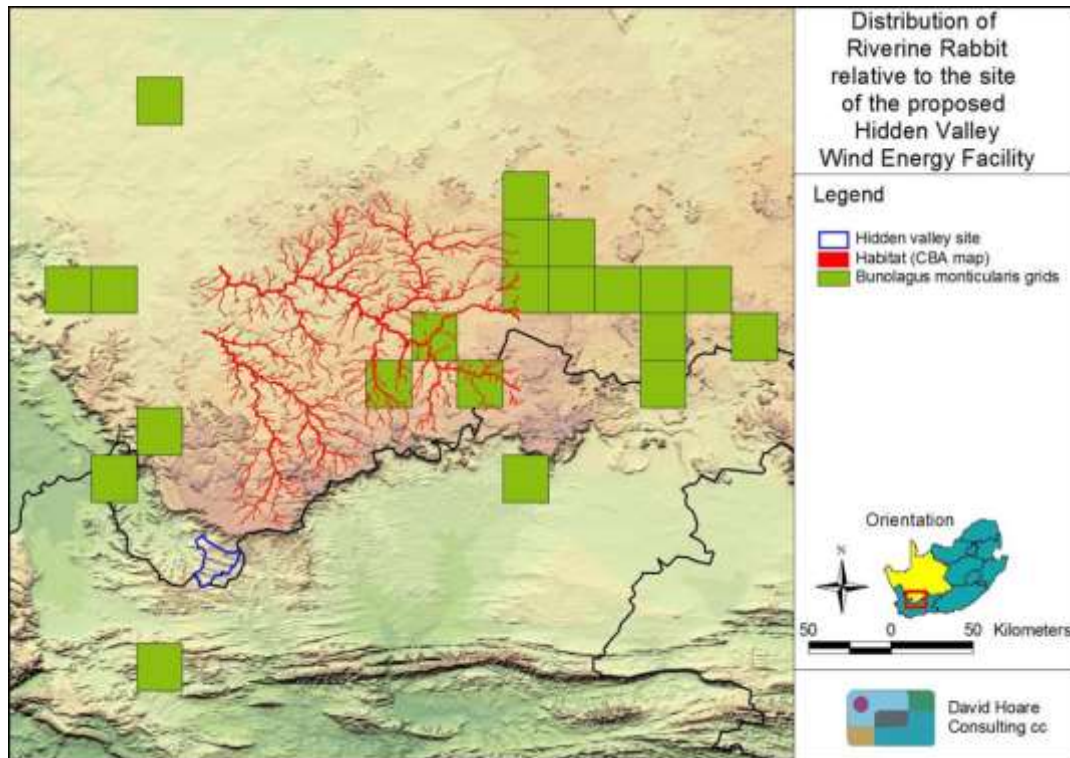 Distribution of
Riverine Rabbit
relative to the site
of the proposed
Hidden Valley
Wind Energy Facility
Legend
Hidden valley site
Habitat (CBA map)
Bunolagus monticularis grids
Orientation
N
50 0 50 Kilometers
David Hoare
Consulting cc